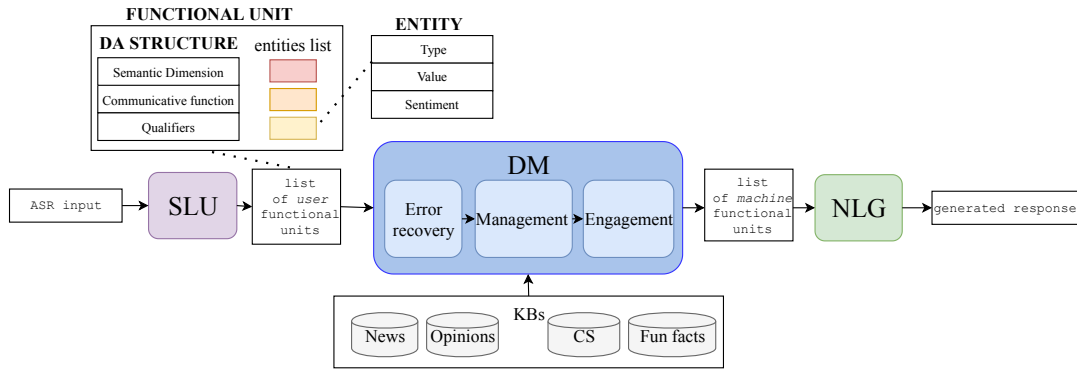 FUNCTIONAL UNIT
DA STRUCTURE
entities list
Semantic Dimension
Communicative function
Qualifiers
ENTITY
Type
Value
Sentiment
ASR input
SLU
list
of user
functional
units
DM
Error
recovery
Management
Engagement
list
of machine
functional
units
NLG
generated response
KBs
News
Opinions
CS
Fun facts